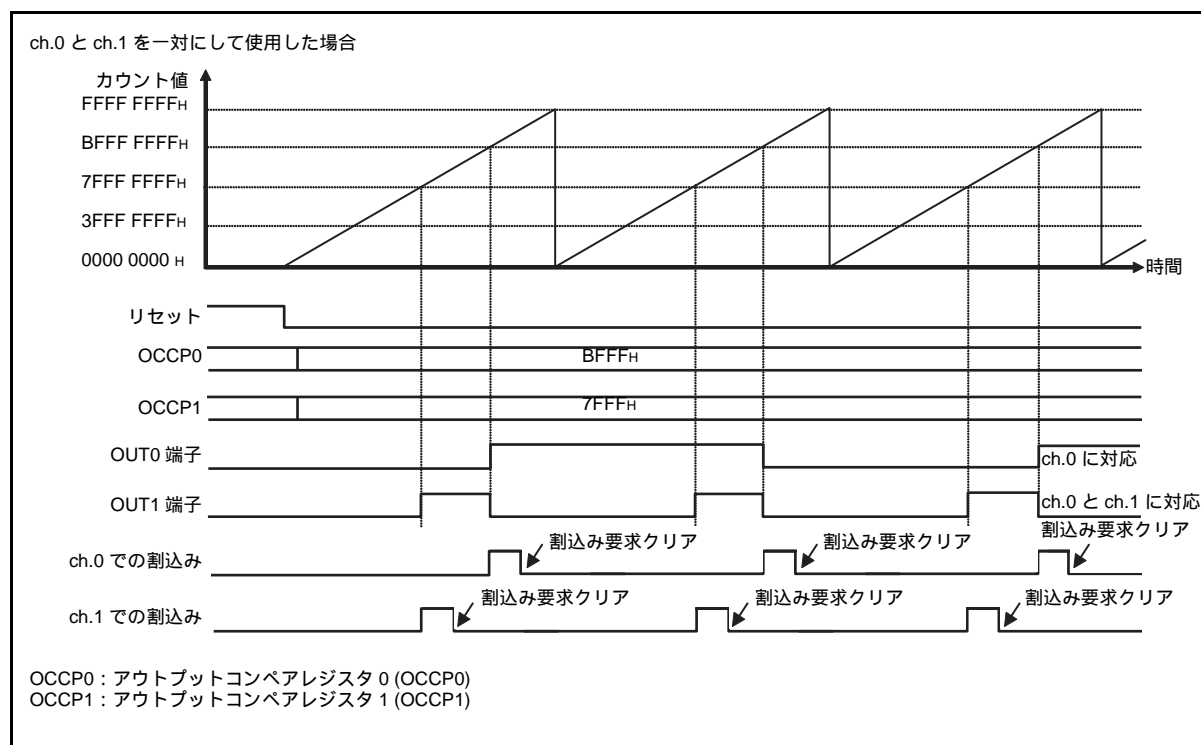 ch.0 と ch.1 を一対にして使用した場合
カウント値
FFFF FFFFH
BFFF FFFFH
7FFF FFFFH
3FFF FFFFH
0000 0000 H
時間
リセット
OCCP0
BFFFH
OCCP1
7FFFH
OUT0 端子
ch.0 に対応
OUT1 端子
ch.0 と ch.1 に対応
ch.0 での割込み
割込み要求クリア
割込み要求クリア
割込み要求クリア
ch.1 での割込み
割込み要求クリア
割込み要求クリア
割込み要求クリア
OCCP0 : アウトプットコンペアレジスタ 0 (OCCP0)
OCCP1 : アウトプットコンペアレジスタ 1 (OCCP1)